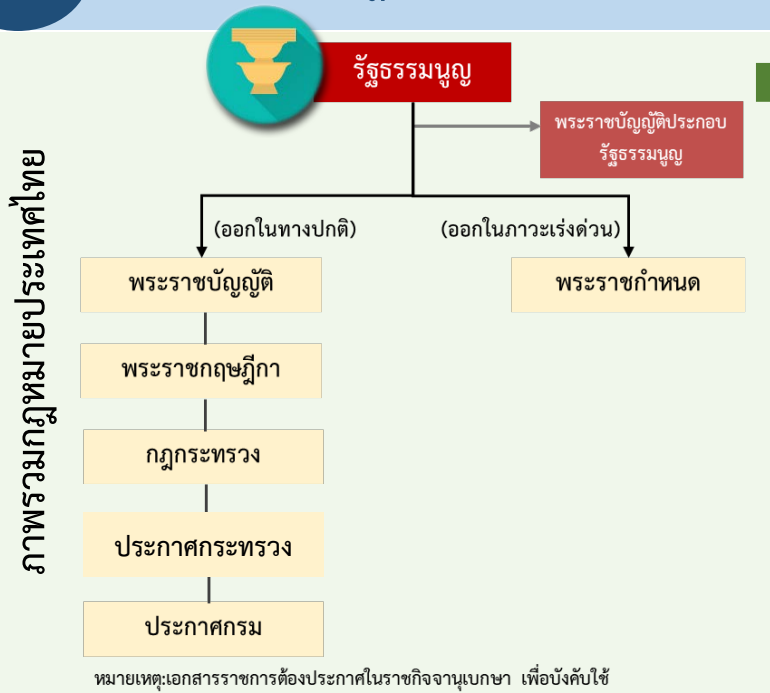 รัฐธรรมนูญ
พระราชบัญญัติประกอบ
รัฐธรรมนูญ
ภาพรวมกฎหมายประเทศไทย
(ออกในทางปกติ)
(ออกในภาวะเร่งด่วน)
พระราชบัญญัติ
พระราชกำหนด
พระราชกฤษฎีกา
กฎกระทรวง
ประกาศกระทรวง
ประกาศกรม
หมายเหตุ:เอกสารราชการต้องประกาศในราชกิจจานุเบกษา เพื่อบังคับใช้